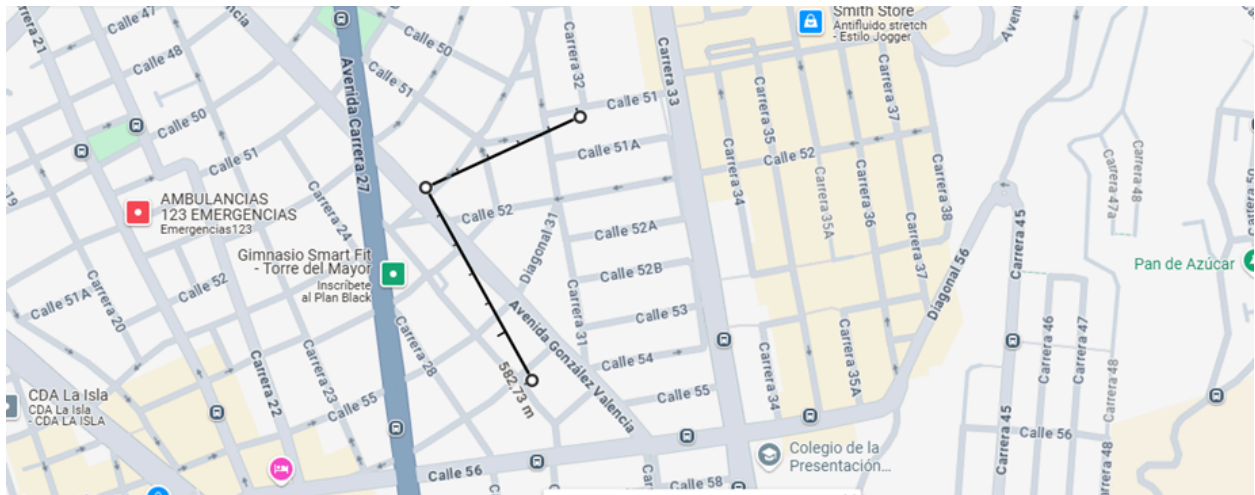 Carrera 21
Calle 47
Calle 48
Calle 50
Calle 50
Calle 51
Avenida Carrera 27
Avenida González Valencia
Calle 51
Carrera 32
Calle 51
Carrera 33
Smith Store
Antifluido stretch
- Estilo Jogger
Carrera 37
Carrera 35
Calle 51A
Calle 52
Carrera 34
Carrera 35A
Carrera 36
Carrera 38
Carrera 37
AMBULANCIAS
123 EMERGENCIAS
Emergencias123
Carrera 24
Calle 52
Diagonal 31
Calle 52A
Calle 52B
Carrera 31
Calle 53
Calle 54
Calle 55
Gimnasio Smart Fit
- Torre del Mayor
Inscríbete
al Plan Black
Calle 52
Calle 51A
Carrera 20
Carrera 22
Carrera 23
Carrera 28
Calle 55
582,73 m
CDA La Isla
CDA La Isla
- CDA LA ISLA
Calle 56
Calle 58
Carrera 34
Carrera 35A
Diagonal 56
Colegio de la
Presentación...
Carrera 45
Carrera 45
Carrera 46
Carrera 47
Carrera 48
Carrera 47a
Carrera 48
Calle 56
Pan de Azúcar